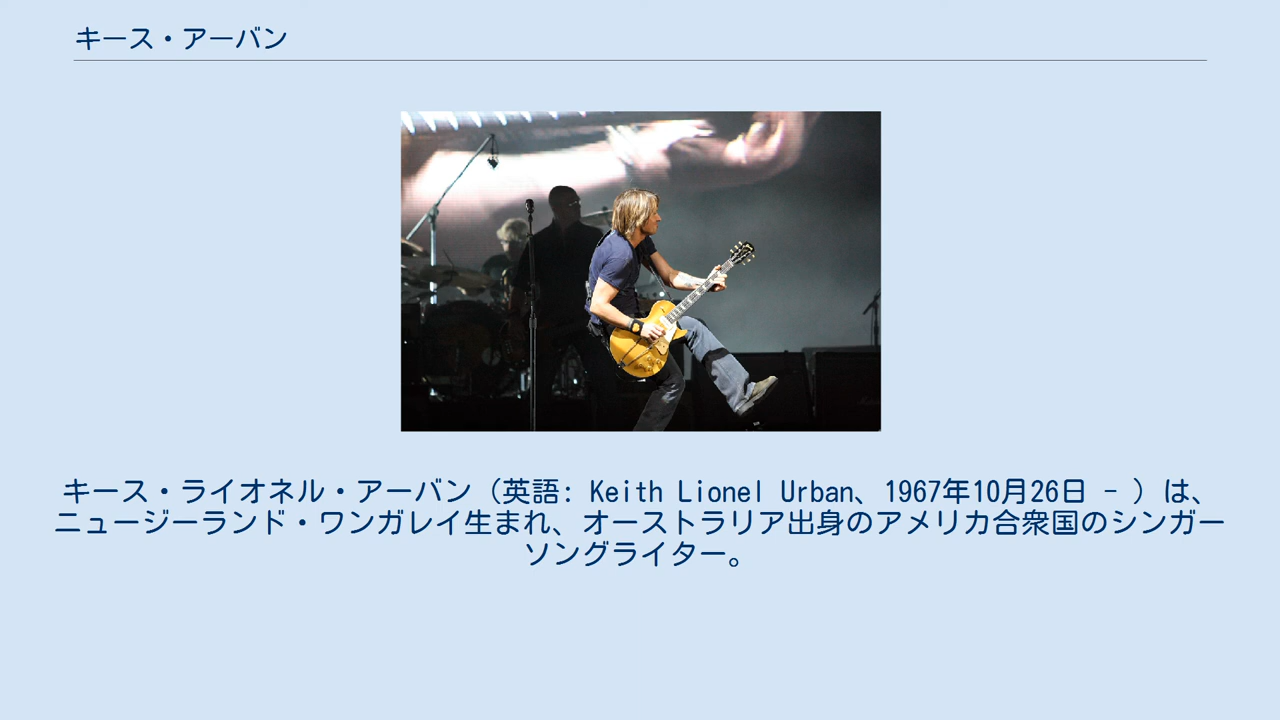 キース・アーバン
キース・ライオネル・アーバン（英語: Keith Lionel Urban、1967年10月26日 - ）は、
ニュージーランド・ワンガレイ生まれ、オーストラリア出身のアメリカ合衆国のシンガー
ソングライター。